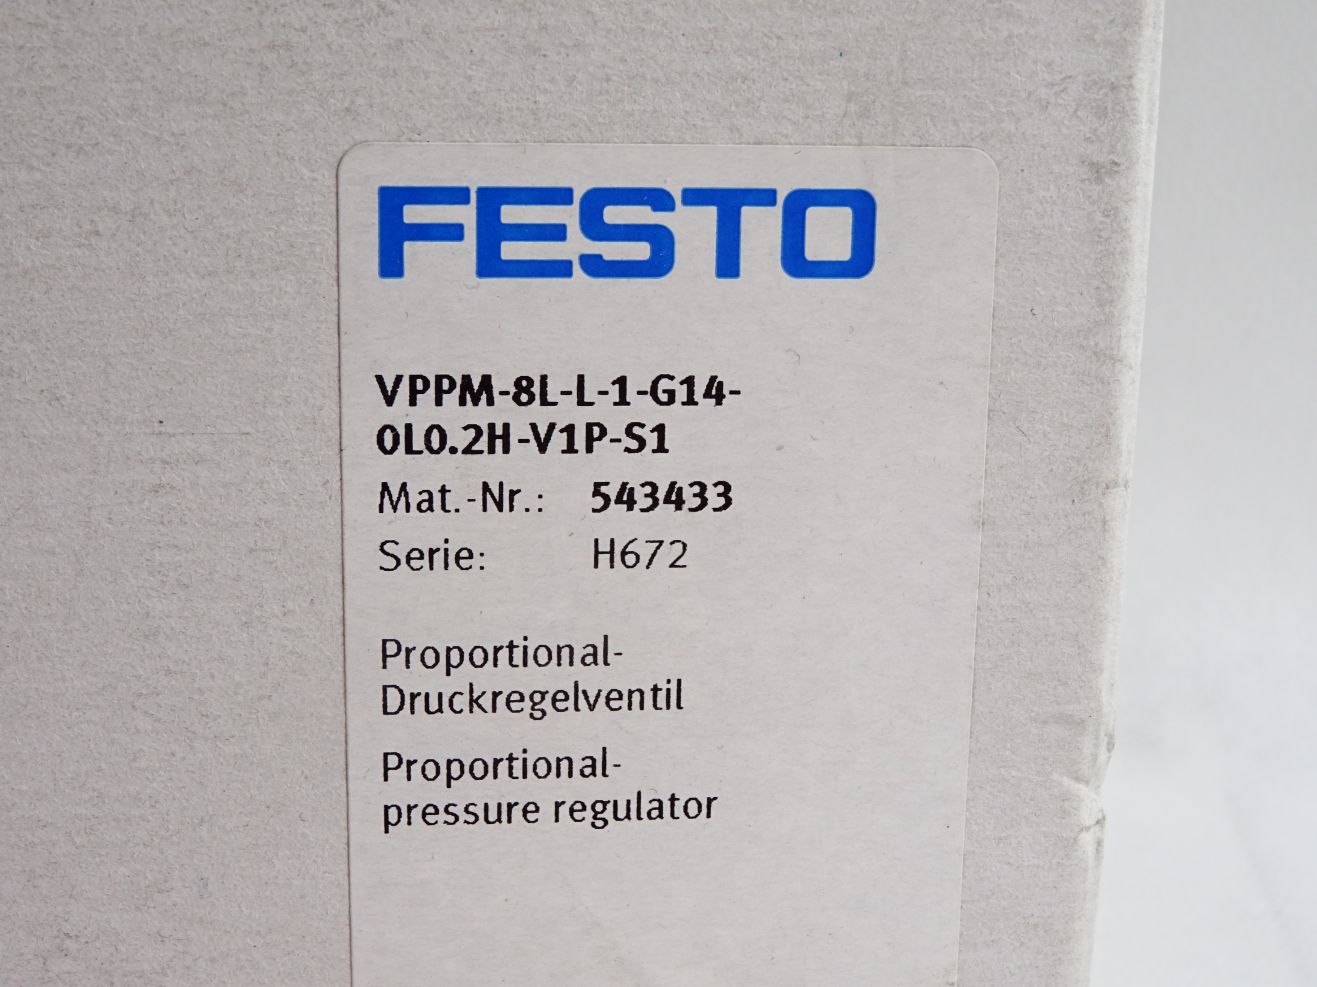 FESTO
VPPM-8L-L-1-G14-
0L0.2H-V1P-S1
Mat.-Nr.: 543433
Serie: H672
Proportional-
Druckregelventil
Proportional-
pressure regulator